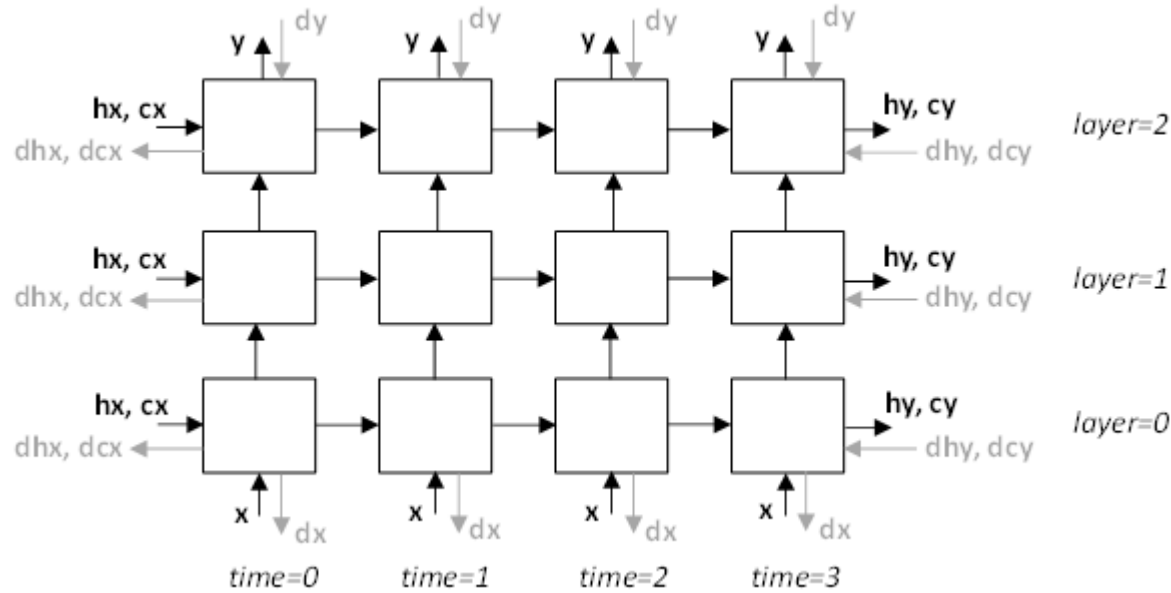 dy dy dy dy
y y y y
hx, cx hy, cy layer=2
dhx, dcx dhy, dcy
hx, cx hy, cy layer=1
dhx, dcx dhy, dcy
hx, cx hy, cy layer=0
dhx, dcx dhy, dcy
x x x x
dx dx dx dx
time=0 time=1 time=2 time=3